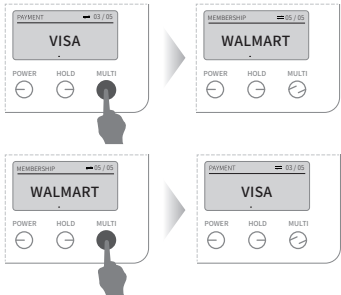 PAYMENT 03 / 05
VISA
POWER HOLD MULTI
MEMBERSHIP 05 / 05
WALMART
POWER HOLD MULTI
MEMBERSHIP 05 / 05
WALMART
POWER HOLD MULTI
PAYMENT 03 / 05
VISA
POWER HOLD MULTI